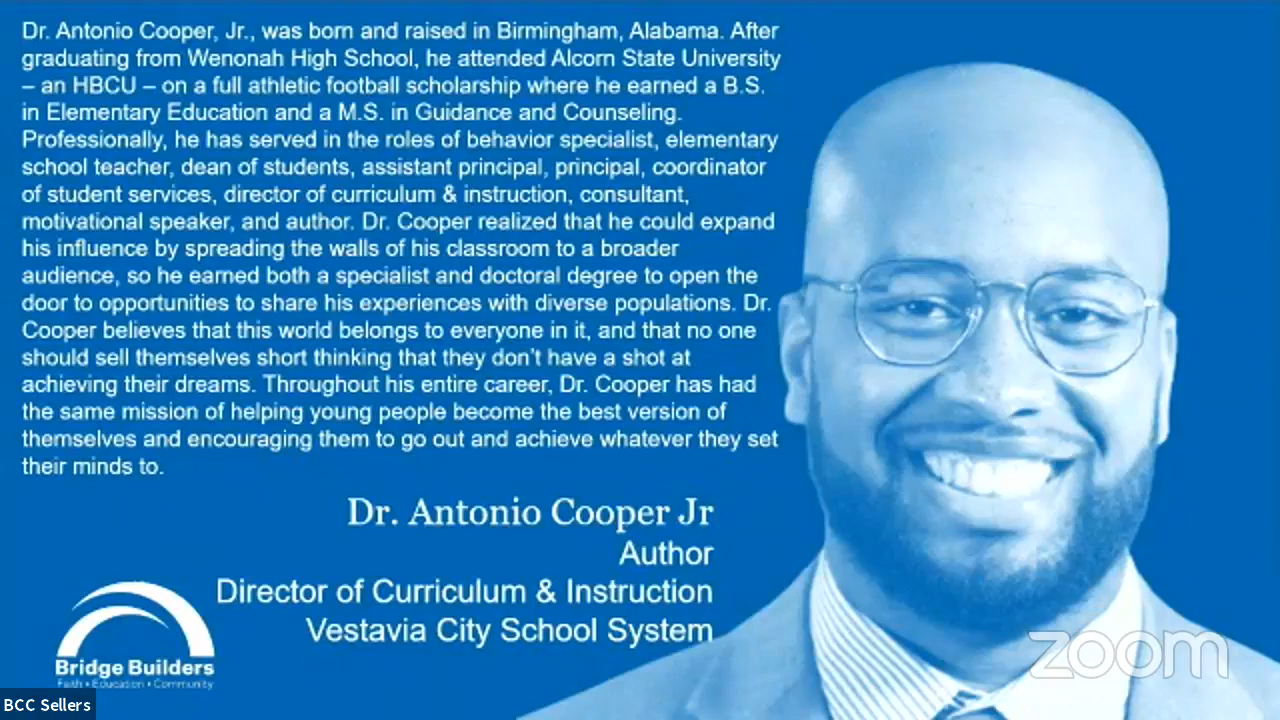 Dr. Antonio Cooper, Jr., was born and raised in Birmingham, Alabama. After
graduating from Wenonah High School, he attended Alcorn State University
– an HBCU – on a full athletic football scholarship where he earned a B.S.
in Elementary Education and a M.S. in Guidance and Counseling.
Professionally, he has served in the roles of behavior specialist, elementary
school teacher, dean of students, assistant principal, principal, coordinator
of student services, director of curriculum & instruction, consultant,
motivational speaker, and author. Dr. Cooper realized that he could expand
his influence by spreading the walls of his classroom to a broader
audience, so he earned both a specialist and doctoral degree to open the
door to opportunities to share his experiences with diverse populations. Dr.
Cooper believes that this world belongs to everyone in it, and that no one
should sell themselves short thinking that they don't have a shot at
achieving their dreams. Throughout his entire career, Dr. Cooper has had
the same mission of helping young people become the best version of
themselves and encouraging them to go out and achieve whatever they set
their minds to.
Dr. Antonio Cooper Jr
Author
Director of Curriculum & Instruction
Vestavia City School System
Bridge Builders
Faith • Education • Community
zoom
BCC Sellers